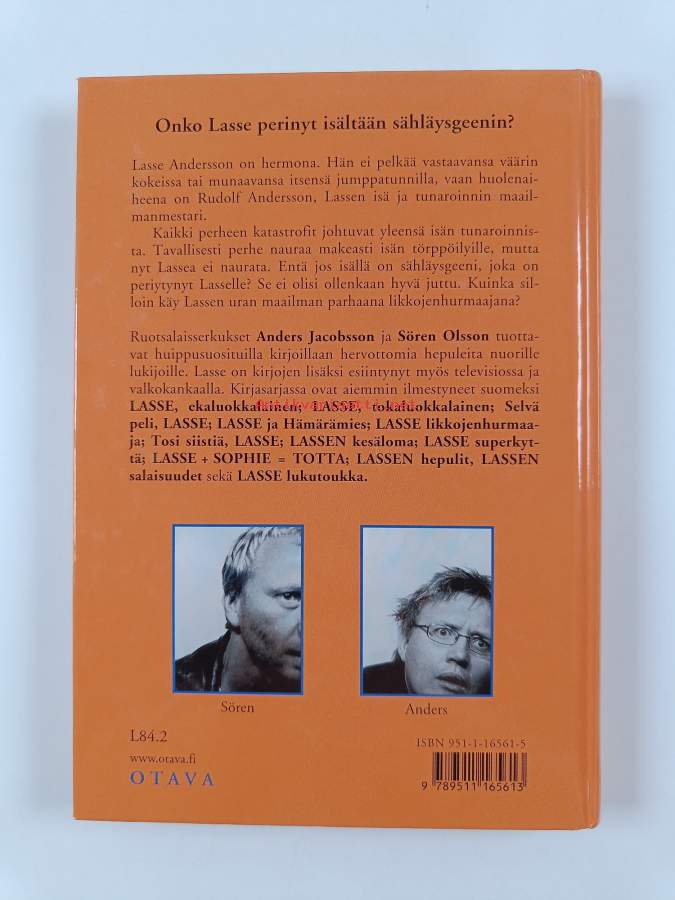 Onko Lasse perinyt isältään sähläysgeenin?
Lasse Andersson on hermona. Hän ei pelkää vastaavansa väärin
kokeissa tai munaavansa itsensä jumppatunnilla, vaan huolenai-
heena on Rudolf Andersson, Lassen isä ja tunaroinnin maail-
manmestari.
Kaikki perheen katastrofit johtuvat yleensä isän tunaroinnis-
ta. Tavallisesti perhe nauraa makeasti isän törppöilyille, mutta
nyt Lassea ei naurata. Entä jos isällä on sähläysgeeni, joka on
periytynyt Lasselle? Se ei olisi ollenkaan hyvä juttu. Kuinka sil-
loin käy Lassen uran maailman parhaana likkojenhurmaajana?
Ruotsalaisserkukset Anders Jacobsson ja Sören Olsson tuotta-
vat huippusuosituilla kirjoillaan hervottomia hepuleita nuorille
lukijoille. Lasse on kirjojen lisäksi esiintynyt myös televisiossa ja
valkokankaalla. Kirjasarjassa ovat aiemmin ilmestyneet suomeksi
LASSE, ekaluokkalainen; LASSE, tokaluokkalainen; Selvä
peli, LASSE; LASSE ja Hämärämies; LASSE likkojenhurmaa-
ja; Tosi siistiä, LASSE; LASSEN kesäloma; LASSE superkyt-
tä; LASSE + SOPHIE = TOTTA; LASSEN hepulit, LASSEN
salaisuudet sekä LASSE lukutoukka.
Sören
Anders
L84.2
www.otava.fi
OTAVA
ISBN 951-1-16561-5
9 789511 165613